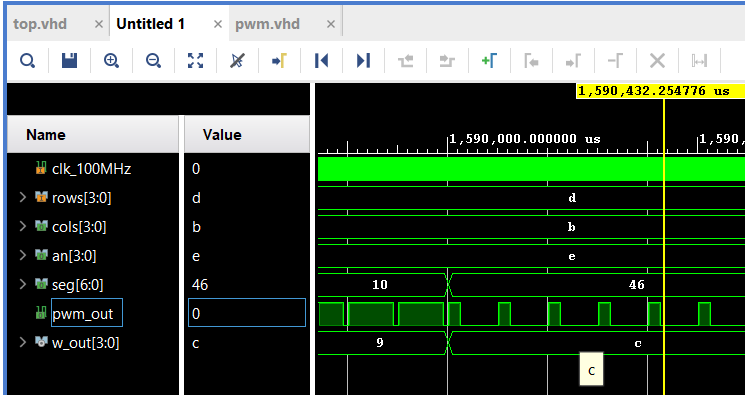 top.vhd × Untitled 1 × pwm.vhd ×
1,590,432.254776 us
Name Value 1,590,000.000000 us 1,590,
clk_100MHz 0
rows[3:0] d d
cols[3:0] b b
an[3:0] e e
seg[6:0] 46 10 46
pwm_out 0
w_out[3:0] c 9 c
c